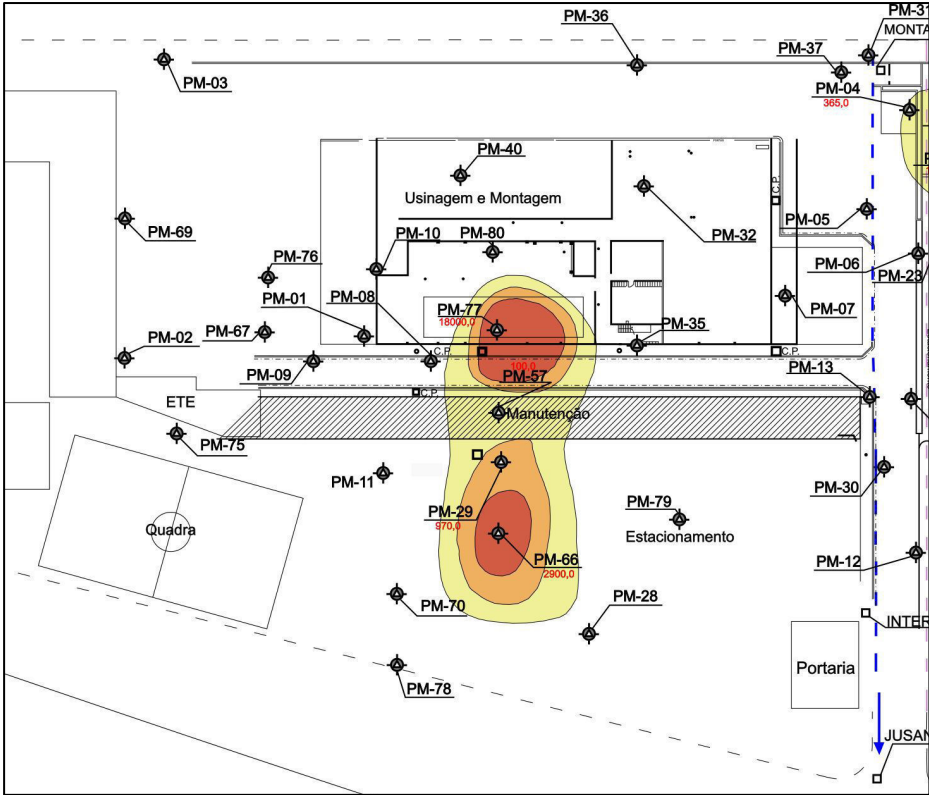 PM-36
PM-31
MONTA
PM-37
PM-03
PM-04
365,0
PM-40
Usinagem e Montagem
C.P.
PM-05
PM-69
PM-10
PM-80
PM-32
PM-76
PM-06
PM-23
PM-01
PM-08
PM-77
18000,0
PM-07
PM-67
PM-35
PM-02
C.P.
C.P.
PM-09
100,0
PM-57
PM-13
C.P.
ETE
Manutenção
PM-75
PM-11
PM-30
PM-29
970,0
PM-79
Quadra
Estacionamento
PM-12
PM-66
2900,0
PM-70
PM-28
INTER
Portaria
PM-78
JUSAN